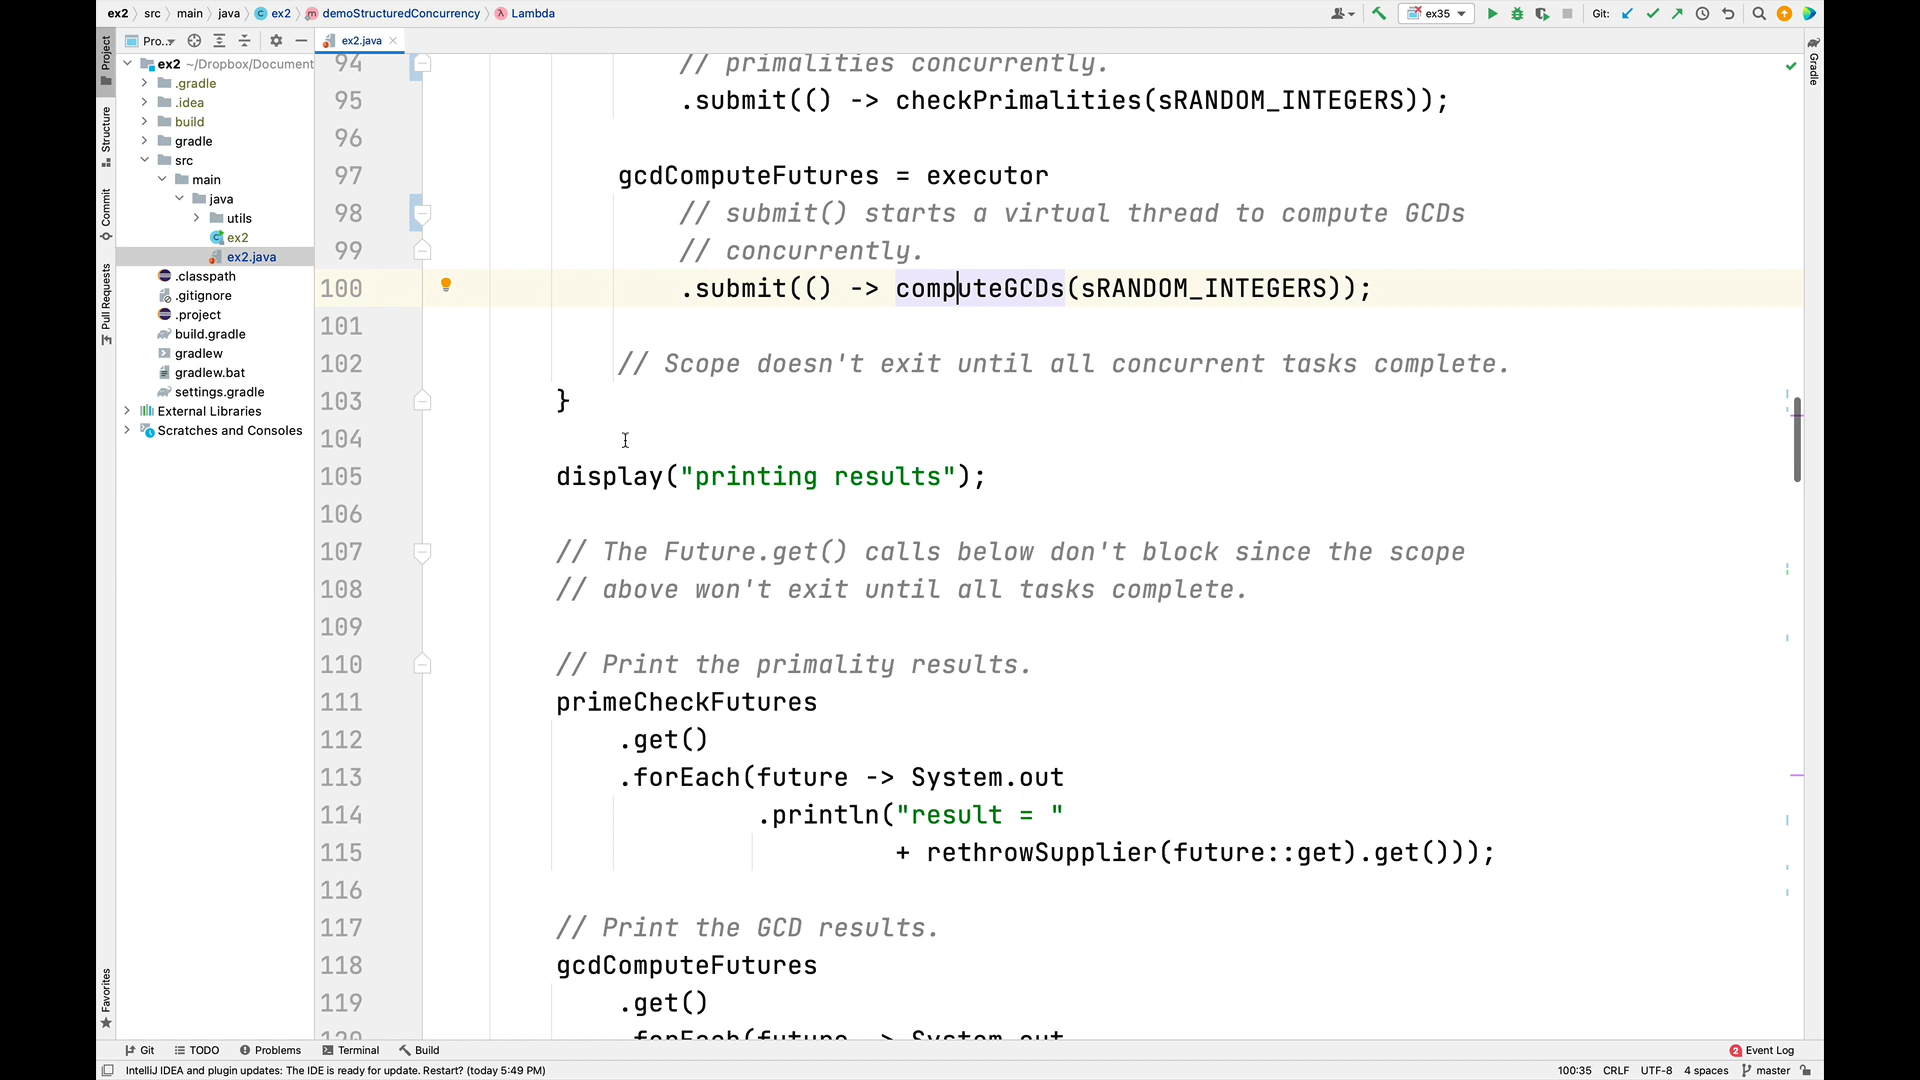 ex2 src main java ex2 demoStructuredConcurrency Lambda
ex35
Git:
Pro..
ex2.java
Project
Structure
Commit
Pull Requests
Favorites
Gradle
ex2 ~/Dropbox/Document
.gradle
.idea
build
gradle
src
main
java
utils
ex2
ex2.java
.classpath
.gitignore
.project
build.gradle
gradlew
gradlew.bat
settings.gradle
External Libraries
Scratches and Consoles
94 // primalities concurrently.
95 .submit(() -> checkPrimalities(sRANDOM_INTEGERS));
96
97 gcdComputeFutures = executor
98 // submit() starts a virtual thread to compute GCDs
99 // concurrently.
100 .submit(() -> computeGCDs(sRANDOM_INTEGERS));
101
102 // Scope doesn't exit until all concurrent tasks complete.
103 }
104
105 display("printing results");
106
107 // The Future.get() calls below don't block since the scope
108 // above won't exit until all tasks complete.
109
110 // Print the primality results.
111 primeCheckFutures
112 .get()
113 .forEach(future -> System.out
114 .println("result = "
115 + rethrowSupplier(future::get).get()));
116
117 // Print the GCD results.
118 gcdComputeFutures
119 .get()
120 .forEach(future -> System.out
Git TODO Problems Terminal Build
2 Event Log
IntelliJ IDEA and plugin updates: The IDE is ready for update. Restart? (today 5:49 PM)
100:35 CRLF UTF-8 4 spaces master